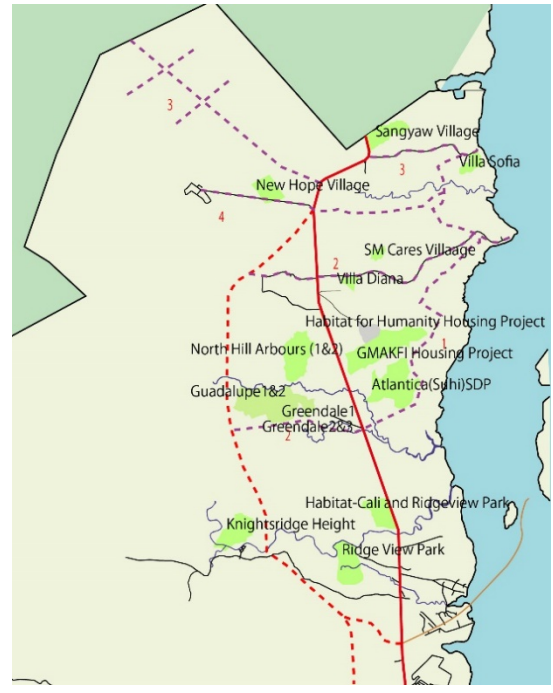 3
Sangyaw Village
3
Villa Sofia
New Hope Village
4
SM Cares Villaage
2
Villa Diana
Habitat for Humanity Housing Project
1
North Hill Arbours (1&2)
GMAKFI Housing Project
Atlantica(Suhi)SDP
Guadalupe1&2
Greendale1
Greendale2&3
2
Habitat-Cali and Ridgeview Park
Knightsridge Height
Ridge View Park